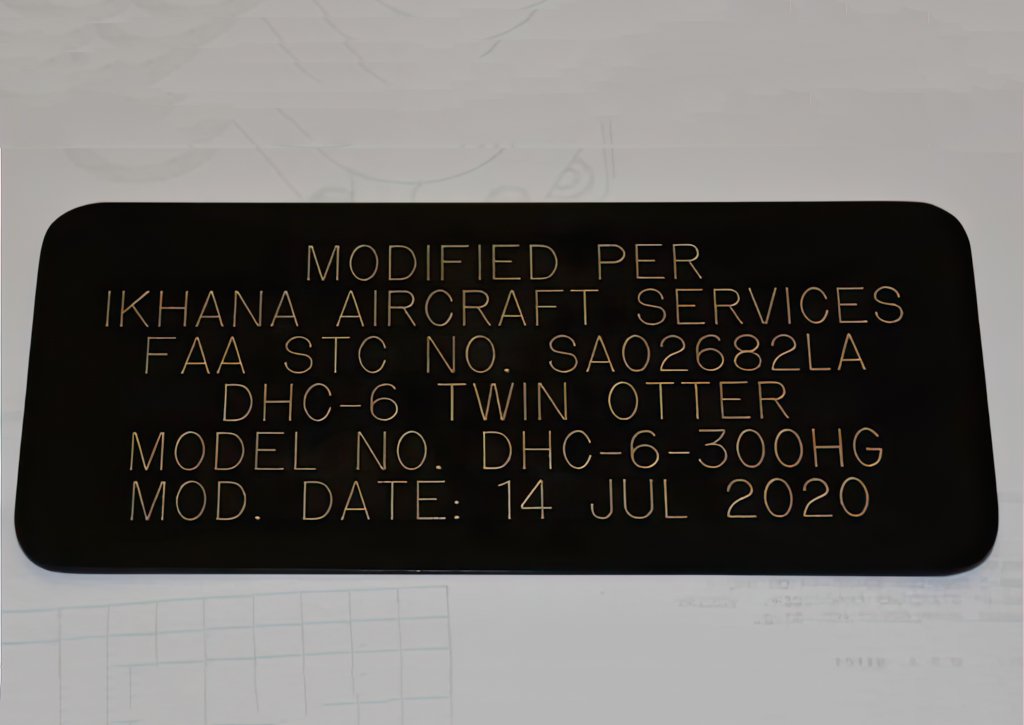 MODIFIED PER
IKHANA AIRCRAFT SERVICES
FAA STC NO. SA02682LA
DHC-6 TWIN OTTER
MODEL NO. DHC-6-300HG
MOD. DATE: 14 JUL 2020